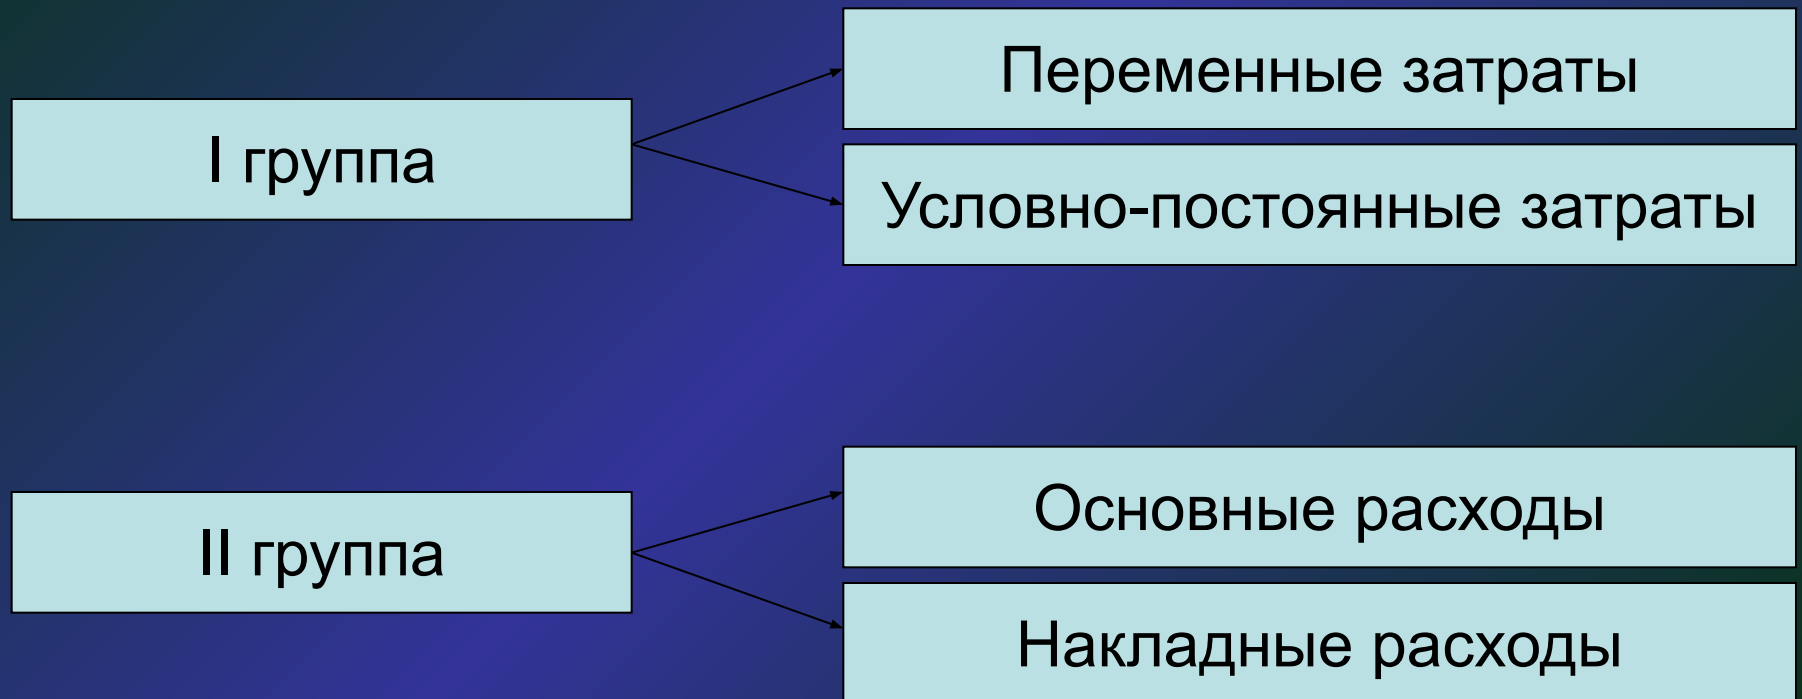 I группа
Переменные затраты
Условно-постоянные затраты
II группа
Основные расходы
Накладные расходы